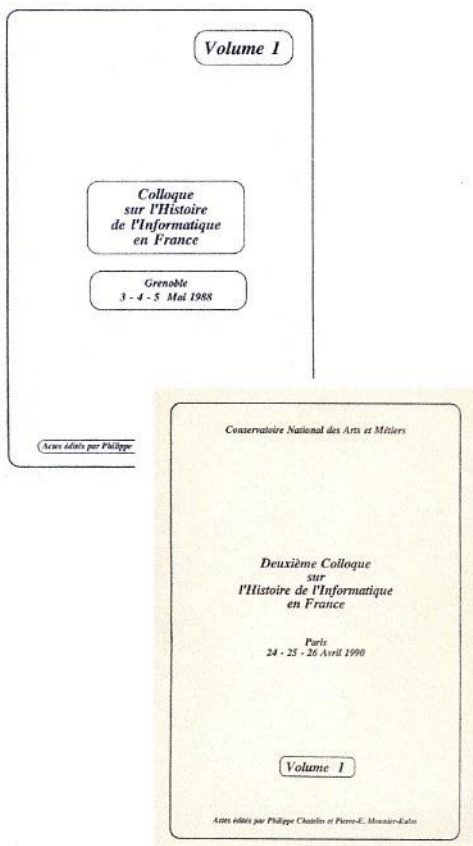 Volume 1
Colloque
sur l'Histoire
de l'Informatique
en France
Grenoble
3 - 4 - 5 Mai 1988
Actes édités par Philippe
Conservatoire National des Arts et Métiers
Deuxième Colloque
sur
l'Histoire de l'Informatique
en France
Paris
24 - 25 - 26 Avril 1990
Volume 1
Actes édités par Philippe Chatelin et Pierre-E. Mounier-Kuhn